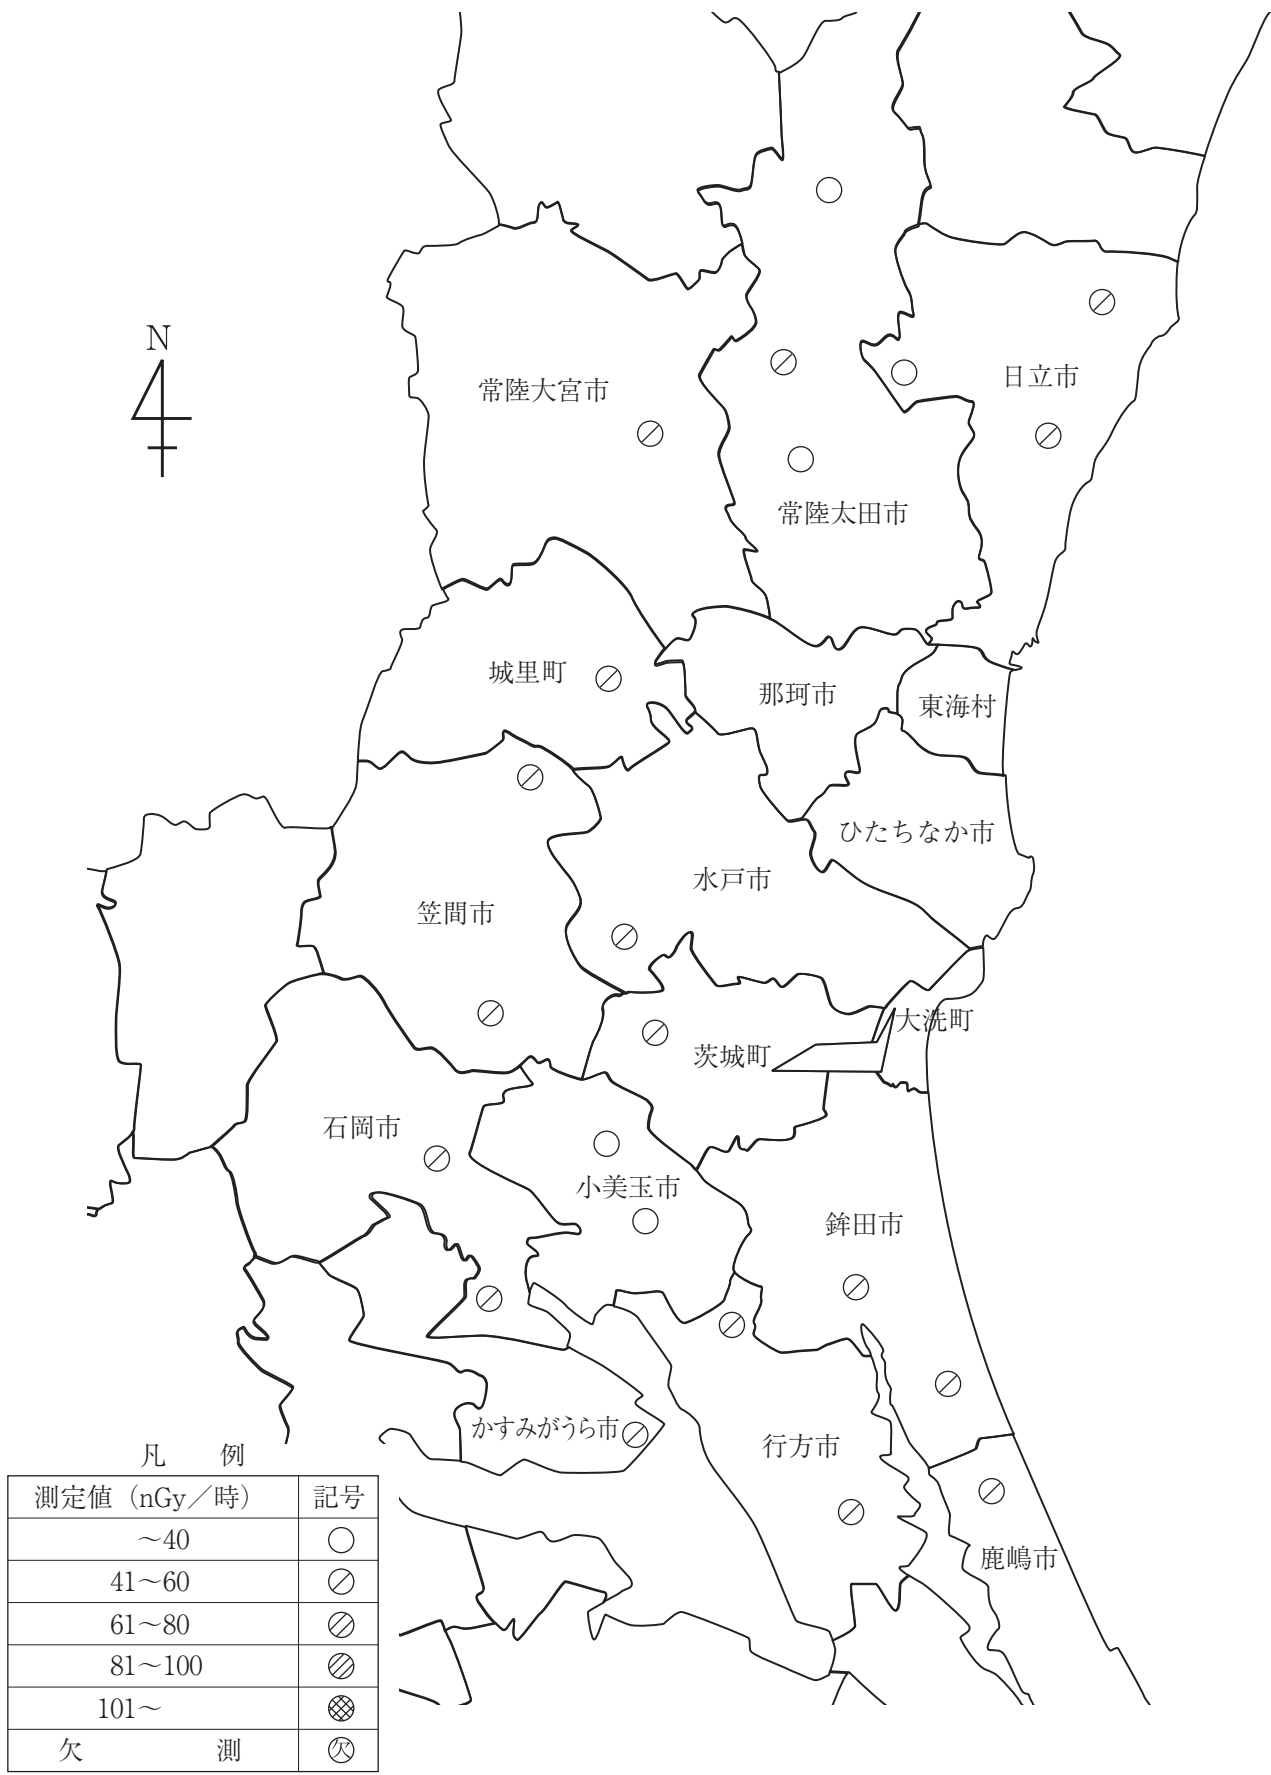 N
常陸大宮市
日立市
常陸太田市
城里町
那珂市
東海村
ひたちなか市
水戸市
笠間市
大洗町
茨城町
石岡市
小美玉市
鉾田市
かすみがうら市
行方市
鹿嶋市
凡 例
測定値（nGy／時） 記号
～40
41～60
61～80
81～100
101～
欠 測 欠